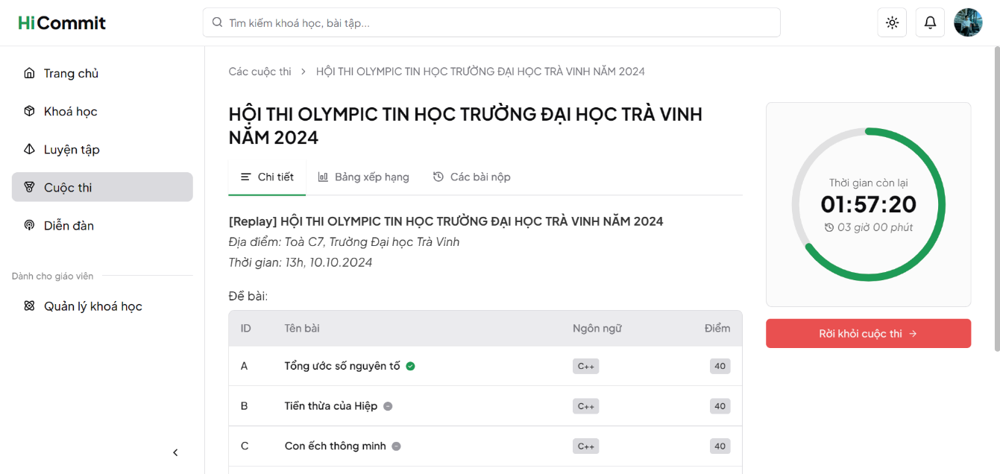 HiCommit
Tìm kiếm khoá học, bài tập...
Trang chủ
Khoá học
Luyện tập
Cuộc thi
Diễn đàn
Dành cho giáo viên
Quản lý khoá học
Các cuộc thi > HỘI THI OLYMPIC TIN HỌC TRƯỜNG ĐẠI HỌC TRÀ VINH NĂM 2024
HỘI THI OLYMPIC TIN HỌC TRƯỜNG ĐẠI HỌC TRÀ VINH
NĂM 2024
Chi tiết Bảng xếp hạng Các bài nộp
[Replay] HỘI THI OLYMPIC TIN HỌC TRƯỜNG ĐẠI HỌC TRÀ VINH NĂM 2024
Địa điểm: Toà C7, Trường Đại học Trà Vinh
Thời gian: 13h, 10.10.2024
Đề bài:
ID Tên bài Ngôn ngữ Điểm
A Tổng ước số nguyên tố C++ 40
B Tiền thừa của Hiệp C++ 40
C Con ếch thông minh C++ 40
Thời gian còn lại
01:57:20
03 giờ 00 phút
Rời khỏi cuộc thi →